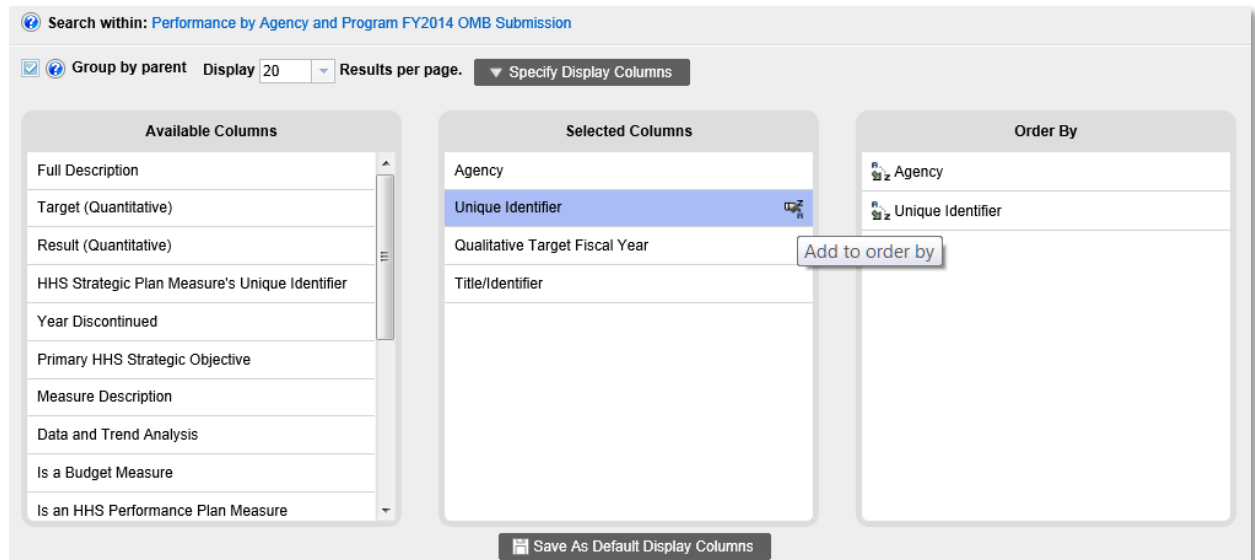 Search within: Performance by Agency and Program FY2014 OMB Submission
Group by parent Display 20 Results per page. Specify Display Columns
Available Columns
Full Description
Target (Quantitative)
Result (Quantitative)
HHS Strategic Plan Measure's Unique Identifier
Year Discontinued
Primary HHS Strategic Objective
Measure Description
Data and Trend Analysis
Is a Budget Measure
Is an HHS Performance Plan Measure
Selected Columns
Agency
Unique Identifier
Qualitative Target Fiscal Year
Title/Identifier
Add to order by
Order By
Agency
Unique Identifier
Save As Default Display Columns